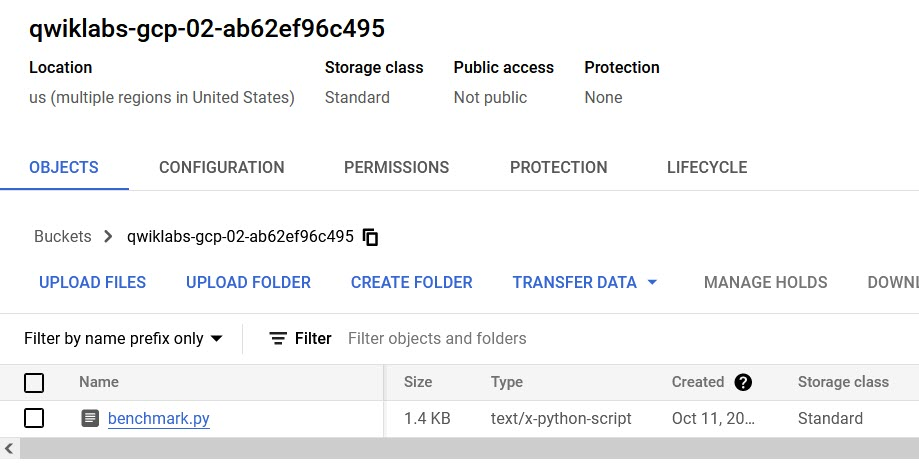 qwiklabs-gcp-02-ab62ef96c495
Location Storage class Public access Protection
us (multiple regions in United States) Standard Not public None
OBJECTS CONFIGURATION PERMISSIONS PROTECTION LIFECYCLE
Buckets qwiklabs-gcp-02-ab62ef96c495
UPLOAD FILES UPLOAD FOLDER CREATE FOLDER TRANSFER DATA MANAGE HOLDS DOWNL
Filter by name prefix only Filter Filter objects and folders
Name Size Type Created ? Storage class
benchmark.py 1.4 KB text/x-python-script Oct 11, 20... Standard